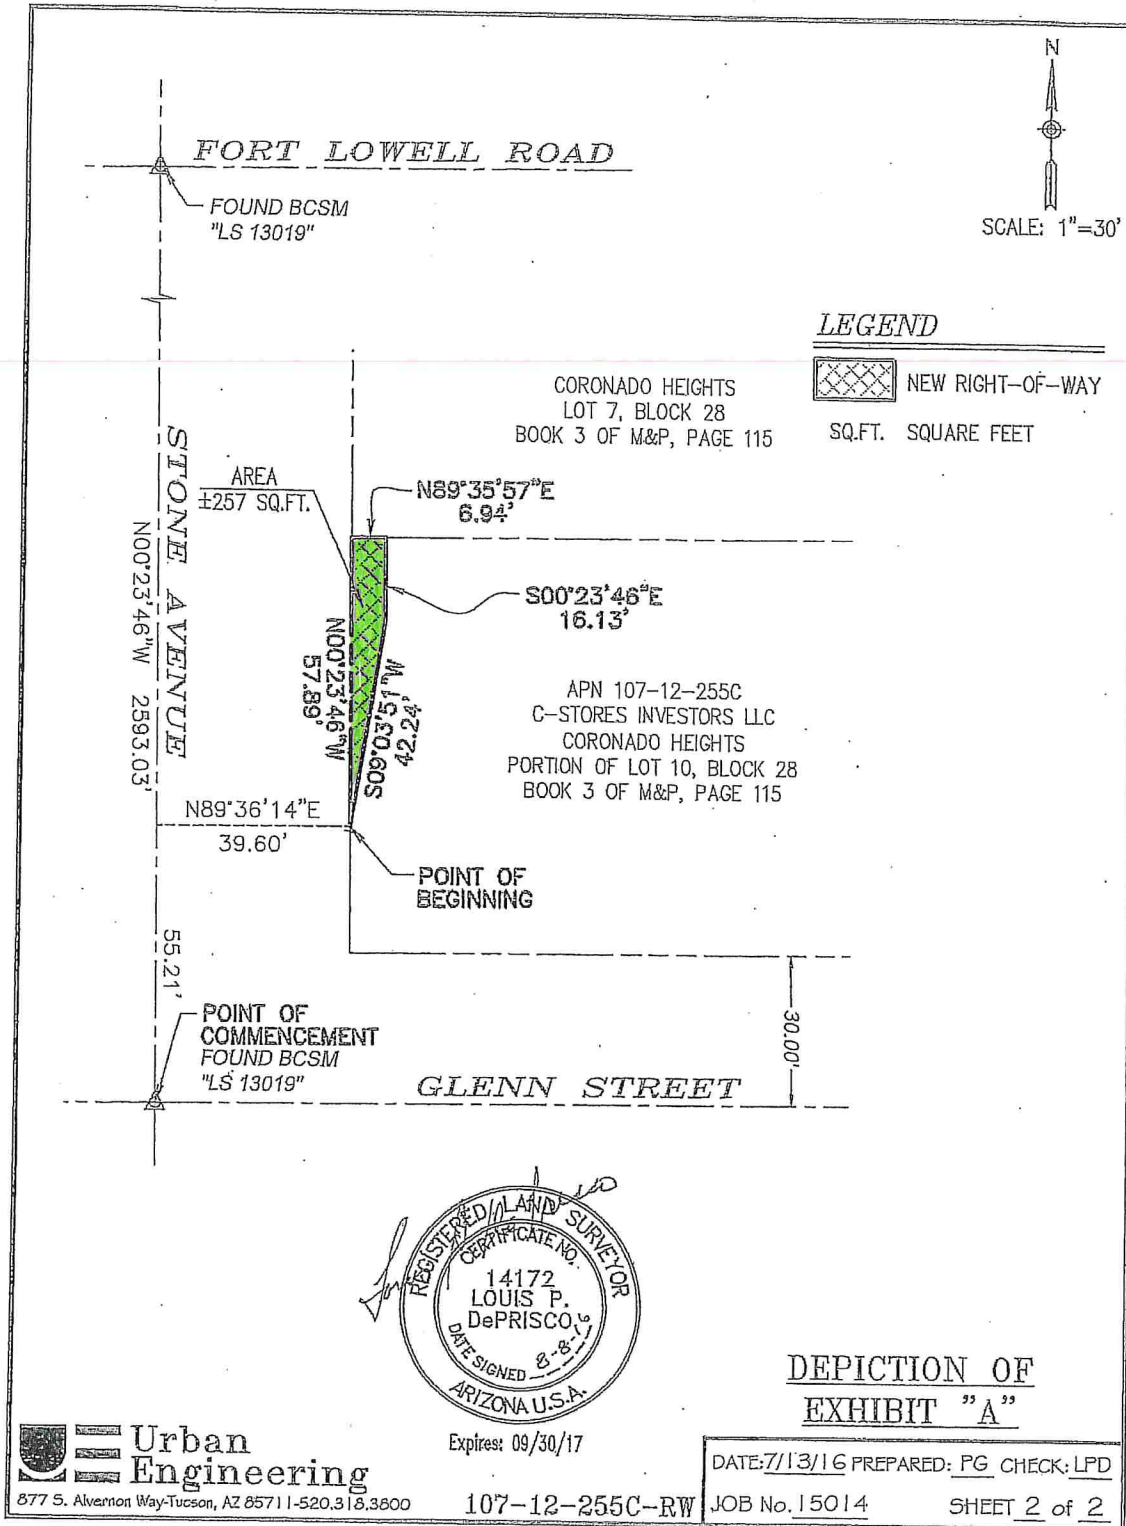 N
FORT LOWELL ROAD
FOUND BCSM
"LS 13019"
SCALE: 1"=30'
LEGEND
NEW RIGHT-OF-WAY
SQ.FT. SQUARE FEET
CORONADO HEIGHTS
LOT 7, BLOCK 28
BOOK 3 OF M&P, PAGE 115
STONE AVENUE
N00°23'46"W 2593.03'
AREA
±257 SQ.FT.
N89°35'57"E
6.94'
S00°23'46"E
16.13'
N00°23'46"W
57.89'
S09°03'51"W
42.24'
APN 107-12-255C
C-STORES INVESTORS LLC
CORONADO HEIGHTS
PORTION OF LOT 10, BLOCK 28
BOOK 3 OF M&P, PAGE 115
N89°36'14"E
39.60'
POINT OF
BEGINNING
55.21'
POINT OF
COMMENCEMENT
FOUND BCSM
"LS 13019"
30.00'
GLENN STREET
REGISTERED LAND SURVEYOR
CERTIFICATE NO.
14172
LOUIS P.
DePRISCO
DATE SIGNED 8-8-16
ARIZONA U.S.A.
Expires: 09/30/17
DEPICTION OF
EXHIBIT "A"
Urban
Engineering
877 S. Alvernon Way-Tucson, AZ 85711-520.318.3800
107-12-255C-RW
DATE:7/13/16 PREPARED: PG CHECK: LPD
JOB No. 15014 SHEET 2 of 2